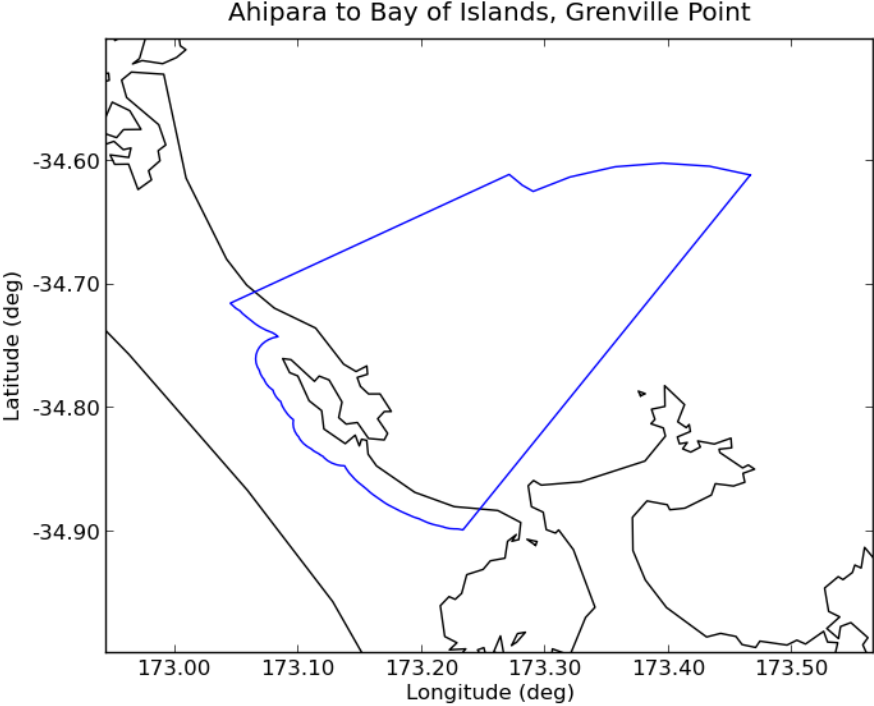 Ahipara to Bay of Islands, Grenville Point
Latitude (deg)
-34.60
-34.70
-34.80
-34.90
173.00 173.10 173.20 173.30 173.40 173.50
Longitude (deg)